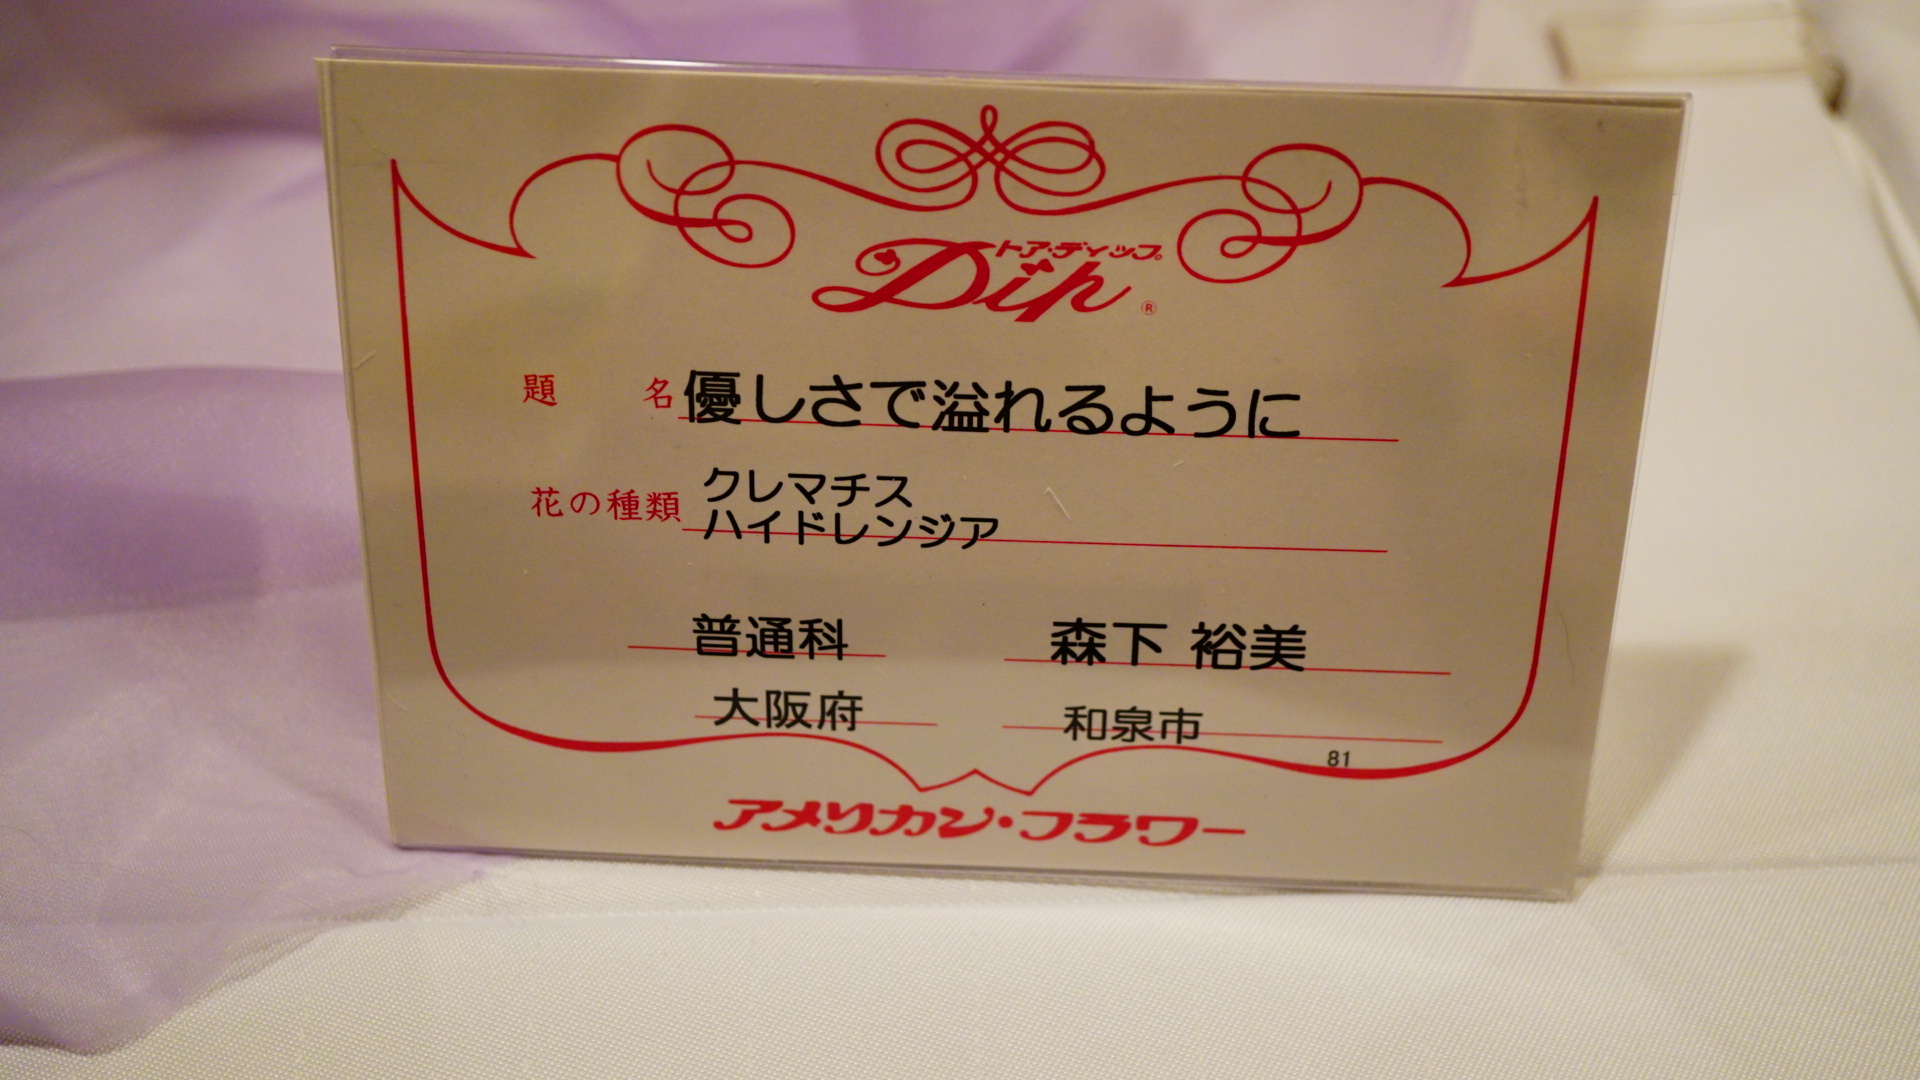 トア・ディップ
Dip ®
題 名 優しさで溢れるように
花の種類 クレマチス
ハイドレンジア
普通科 森下 裕美
大阪府 和泉市
81
アメリカン・フラワー